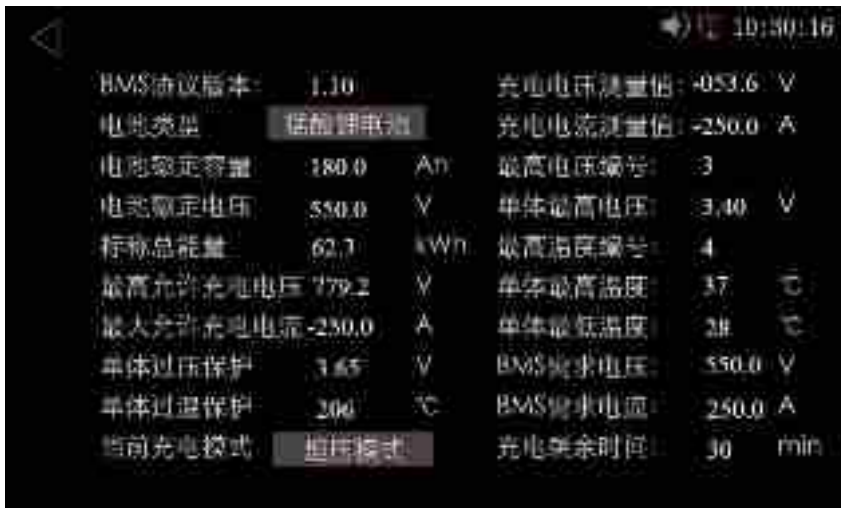 10:30:16
BMS协议版本: 1.10
电池类型 锰酸锂电池
电池额定容量 180.0 Ah
电池额定电压 550.0 V
标称总能量 62.3 kWh
最高允许充电电压 779.2 V
最大允许充电电流 -250.0 A
单体过压保护 3.65 V
单体过温保护 200 ℃
当前充电模式 恒压模式
充电电压测量值: -053.6 V
充电电流测量值: -250.0 A
最高电压编号: 3
单体最高电压: 3.40 V
最高温度编号: 4
单体最高温度: 37 ℃
单体最低温度: 28 ℃
BMS需求电压: 550.0 V
BMS需求电流: 250.0 A
充电剩余时间: 30 min